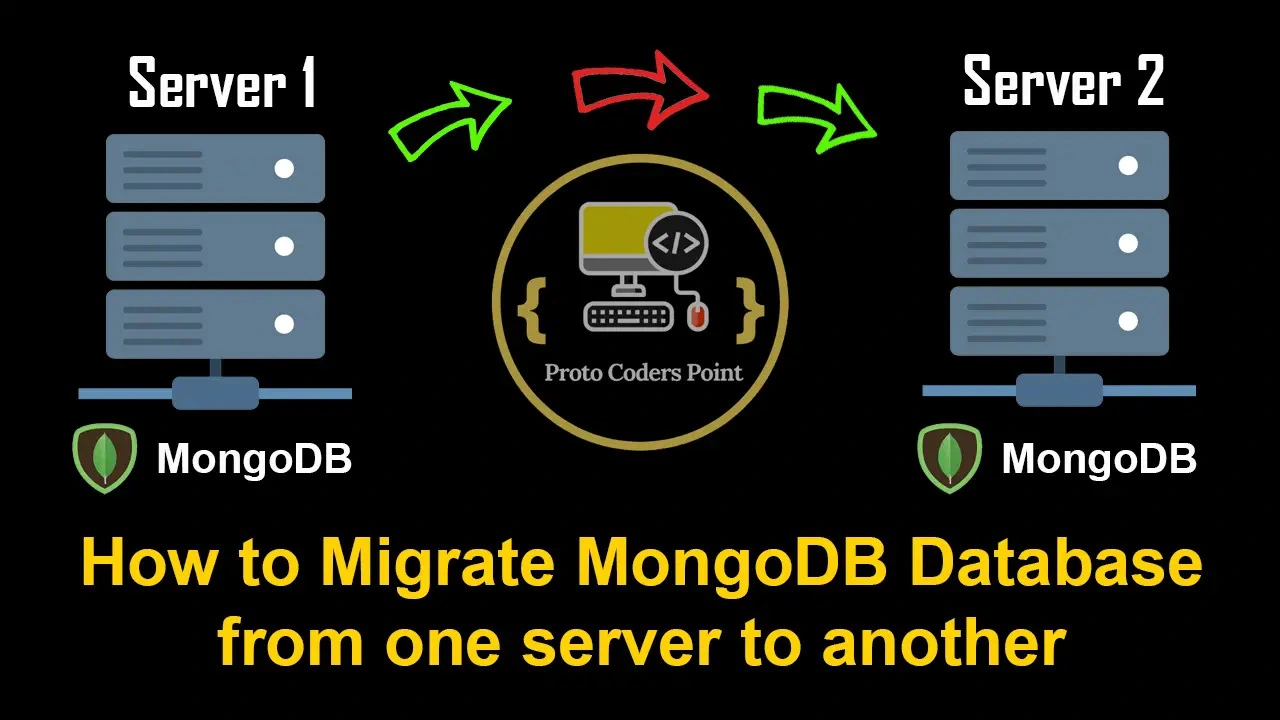 Server 1
Server 2
</>
{ }
Proto Coders Point
MongoDB
MongoDB
How to Migrate MongoDB Database
from one server to another